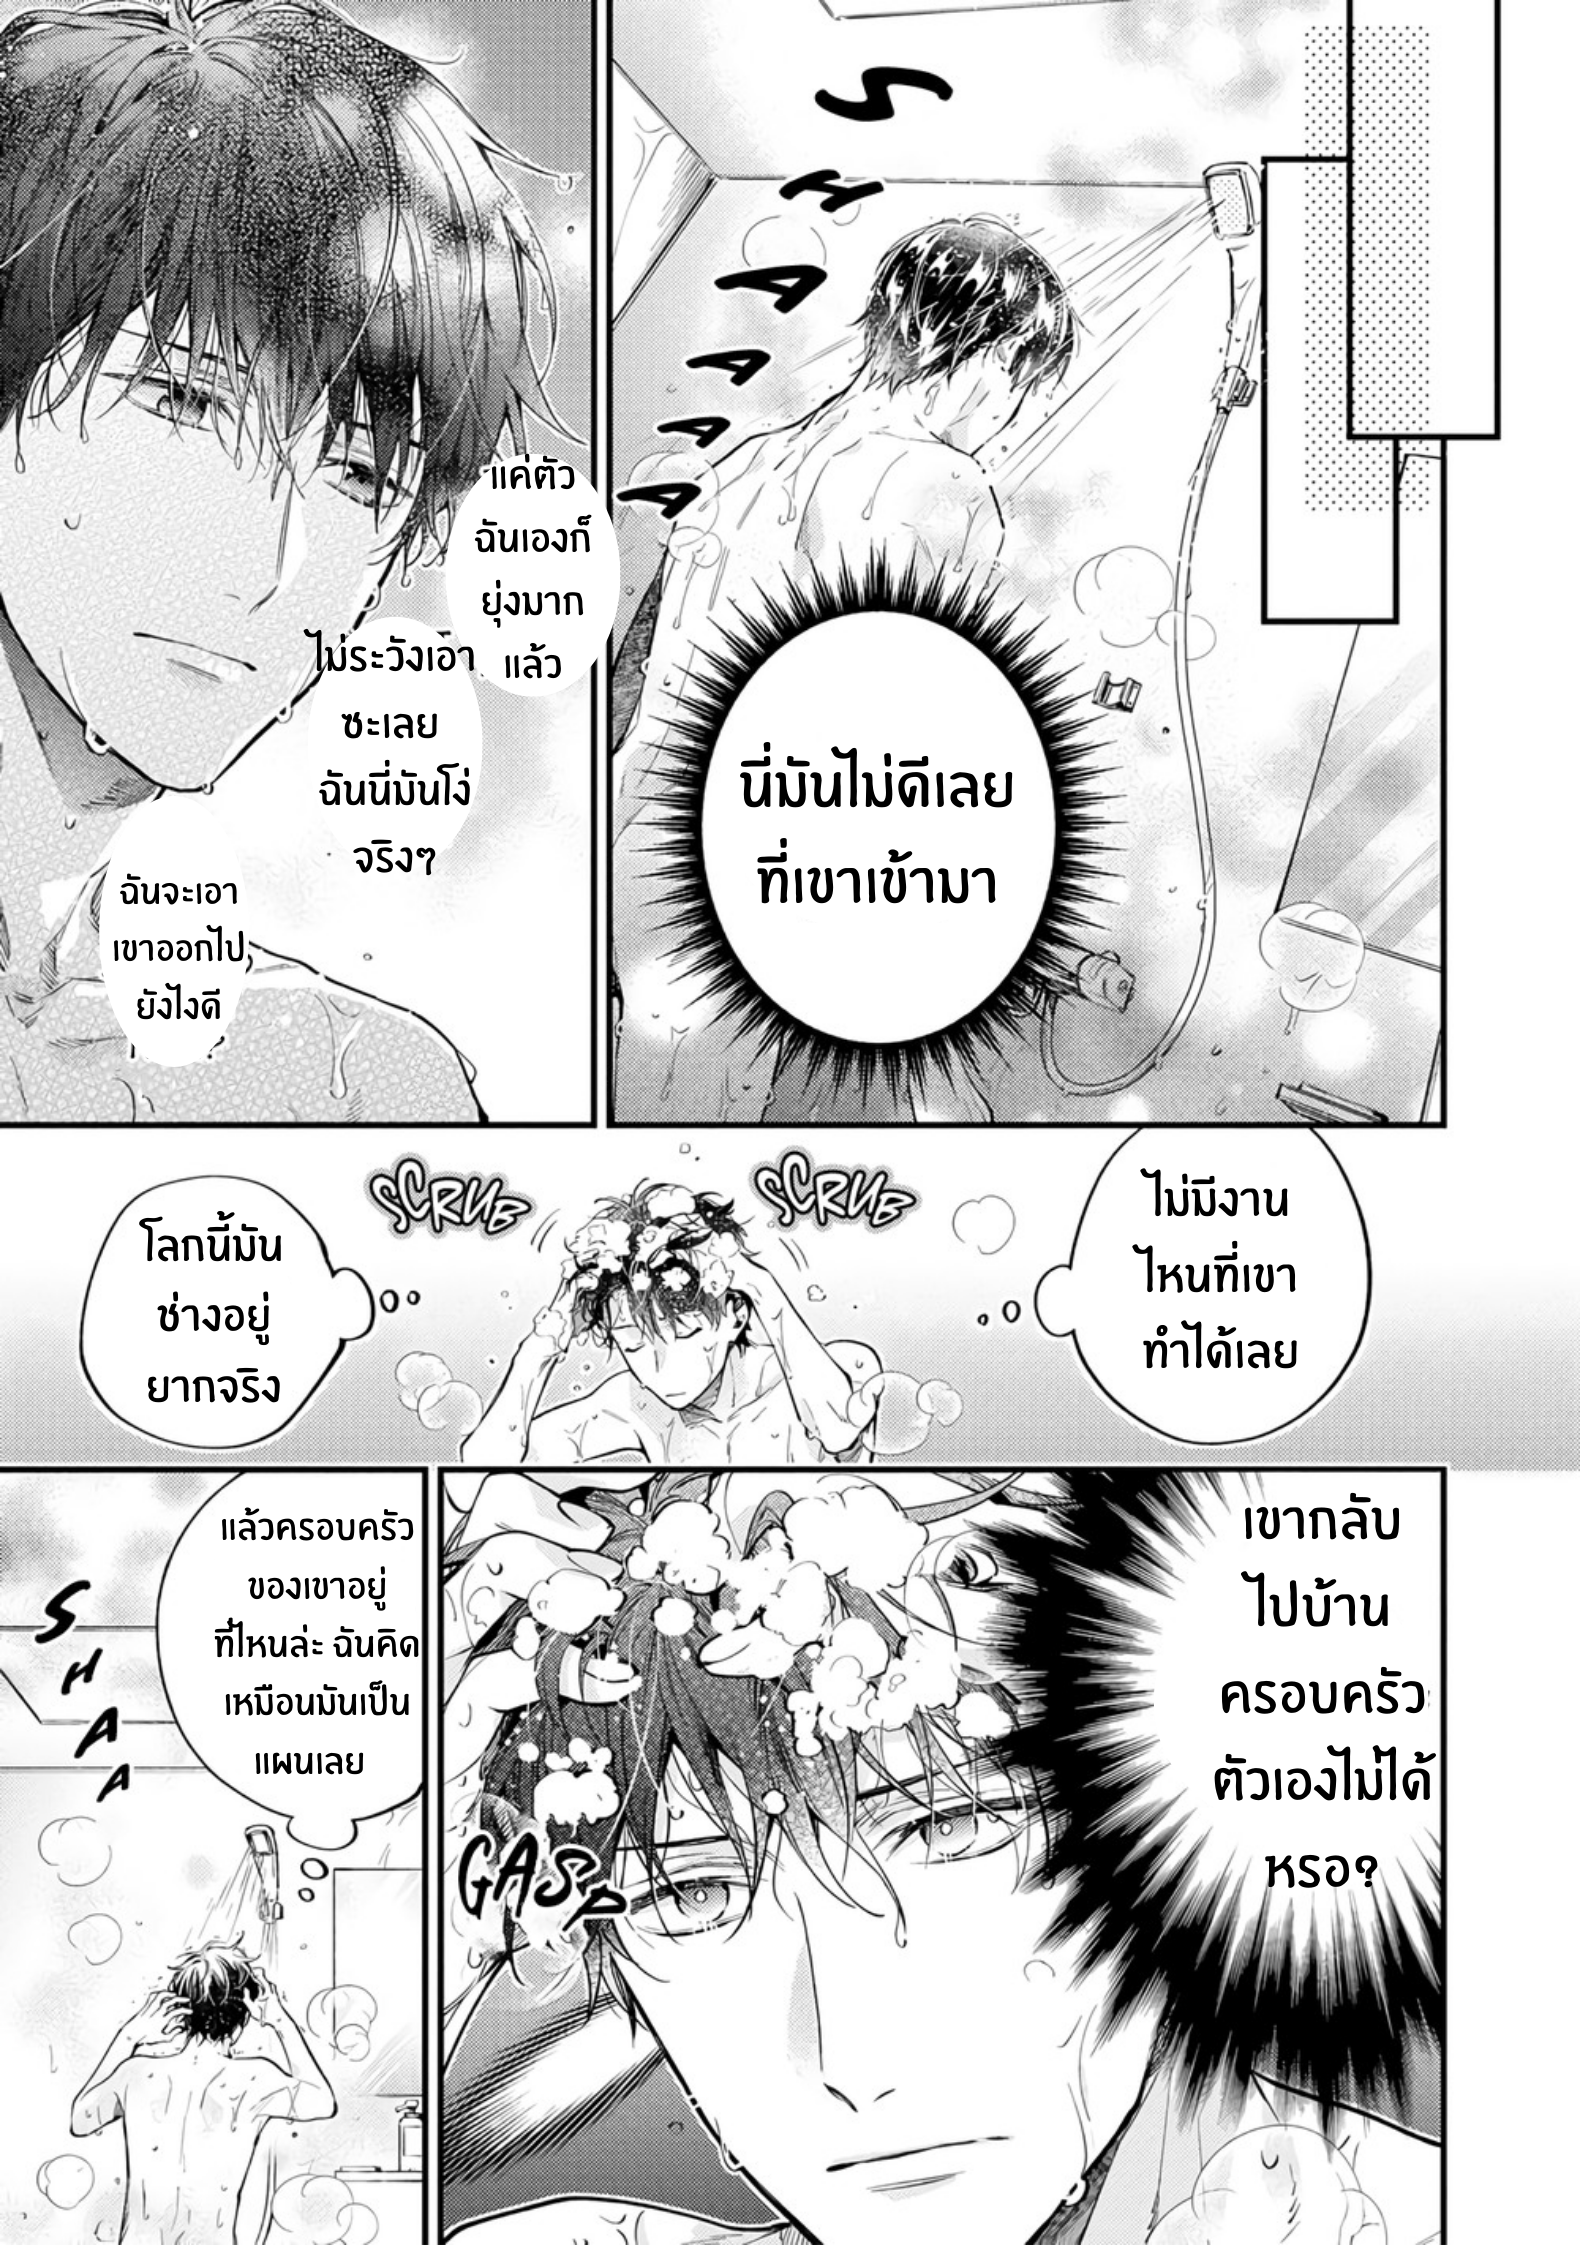 SHAAAA
นี่มันไม่ดีเลย
ที่เขาเข้ามา
แค่ตัว
ฉันเองก็
ยุ่งมาก
แล้ว
ไม่ระวังเอา
ซะเลย
ฉันนี่มันโง่
จริงๆ
ฉันจะเอา
เขาออกไป
ยังไงดี
ไม่มีงาน
ไหนที่เขา
ทำได้เลย
SCRUB
SCRUB
โลกนี้มัน
ช่างอยู่
ยากจริง
เขากลับ
ไปบ้าน
ครอบครัว
ตัวเองไม่ได้
หรอ?
GASP
แล้วครอบครัว
ของเขาอยู่
ที่ไหนล่ะ ฉันคิด
เหมือนมันเป็น
แผนเลย
SHAA